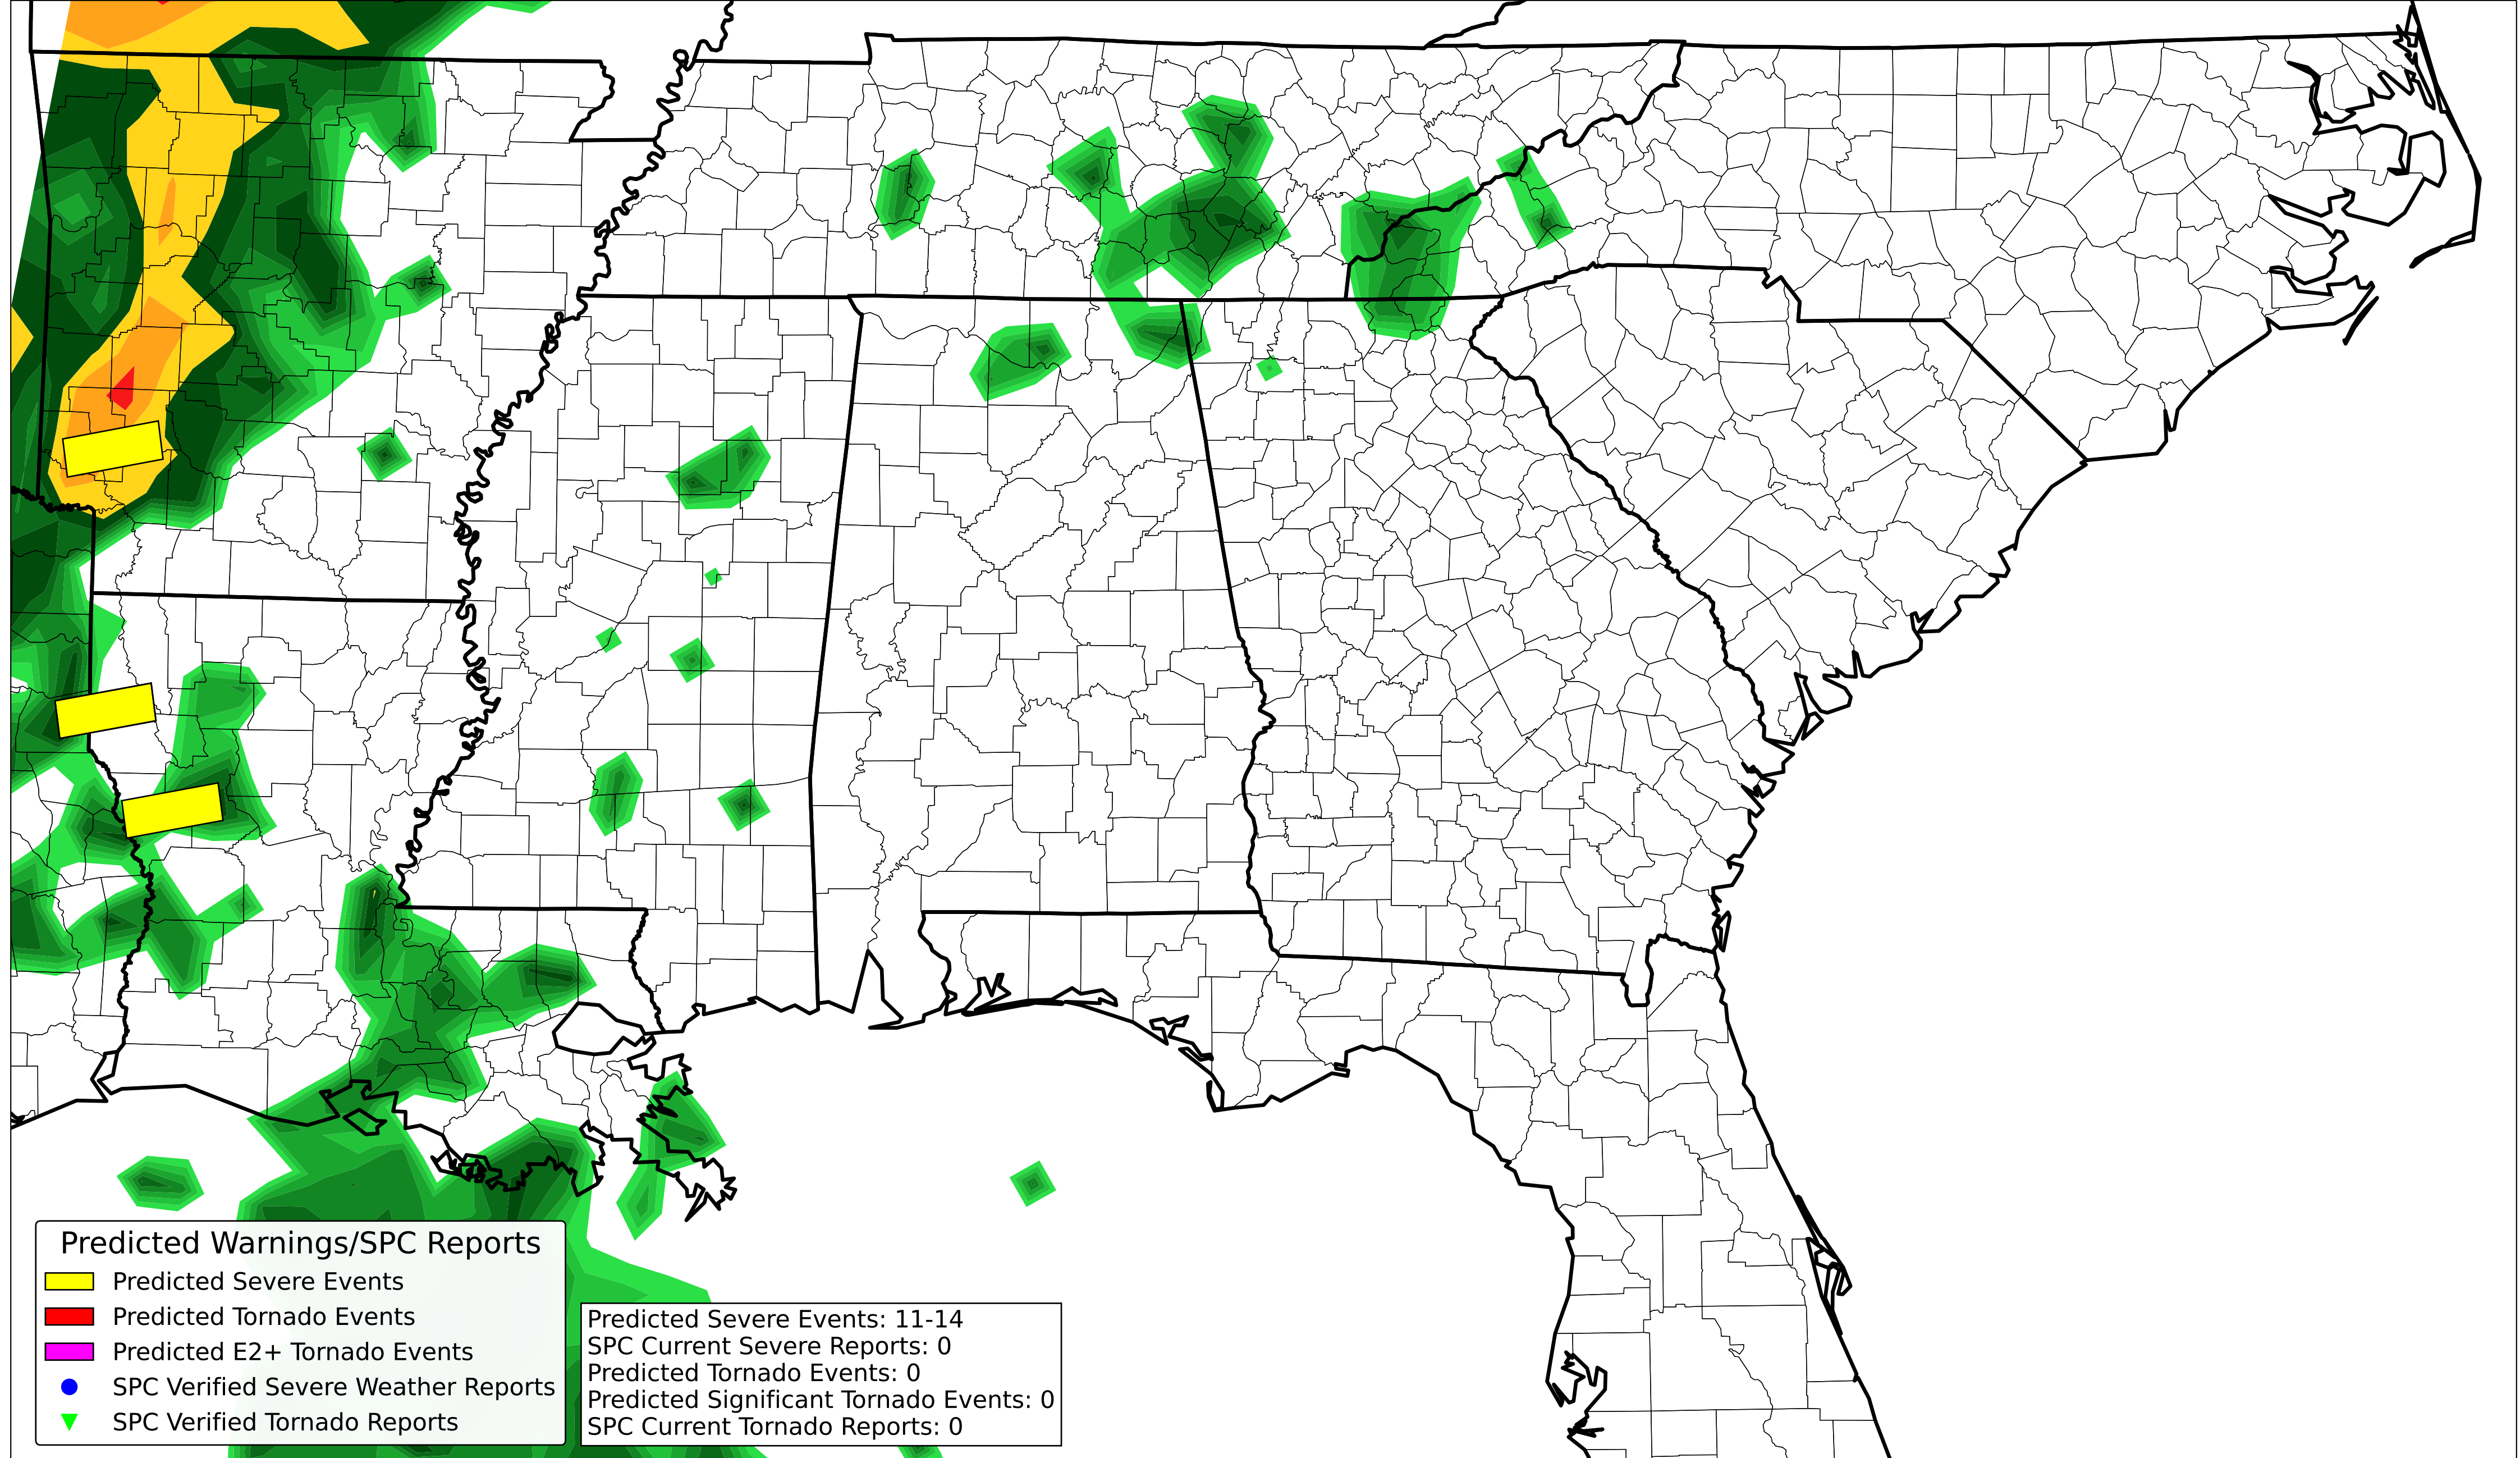 Predicted Warnings/SPC Reports
Predicted Severe Events
Predicted Tornado Events
Predicted E2+ Tornado Events
SPC Verified Severe Weather Reports
SPC Verified Tornado Reports
Predicted Severe Events: 11-14
SPC Current Severe Reports: 0
Predicted Tornado Events: 0
Predicted Significant Tornado Events: 0
SPC Current Tornado Reports: 0